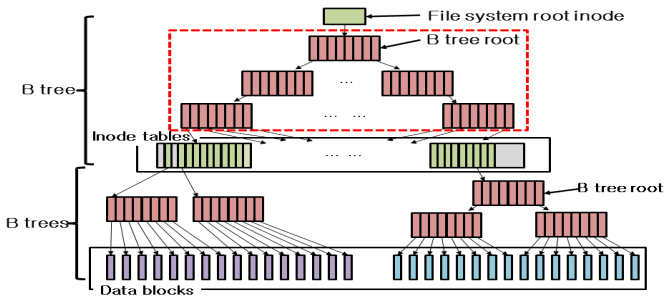 File system root inode
B tree root
B tree
... 
... ...
Inode tables
... ...
B tree root
B trees
Data blocks